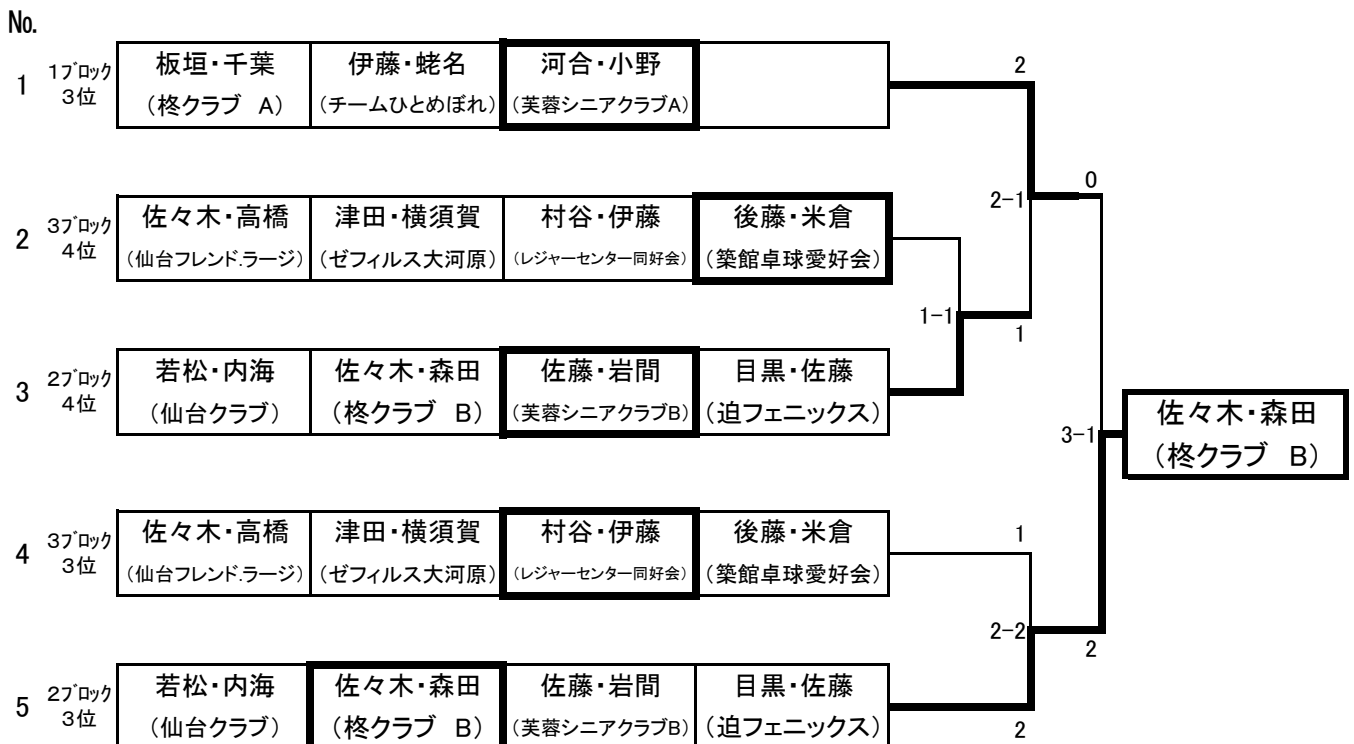 No.
1 1ブロック 3位 板垣・千葉 伊藤・蛯名 河合・小野
(柊クラブ A) (チームひとめぼれ) (芙蓉シニアクラブA)
2
2-1
0
2 3ブロック 4位 佐々木・高橋 津田・横須賀 村谷・伊藤 後藤・米倉
(仙台フレンド.ラージ) (ゼフィルス大河原) (レジャーセンター同好会) (築館卓球愛好会)
1-1
1
3 2ブロック 4位 若松・内海 佐々木・森田 佐藤・岩間 目黒・佐藤
(仙台クラブ) (柊クラブ B) (芙蓉シニアクラブB) (迫フェニックス)
3-1
佐々木・森田
(柊クラブ B)
4 3ブロック 3位 佐々木・高橋 津田・横須賀 村谷・伊藤 後藤・米倉
(仙台フレンド.ラージ) (ゼフィルス大河原) (レジャーセンター同好会) (築館卓球愛好会)
1
2-2
2
5 2ブロック 3位 若松・内海 佐々木・森田 佐藤・岩間 目黒・佐藤
(仙台クラブ) (柊クラブ B) (芙蓉シニアクラブB) (迫フェニックス)
2